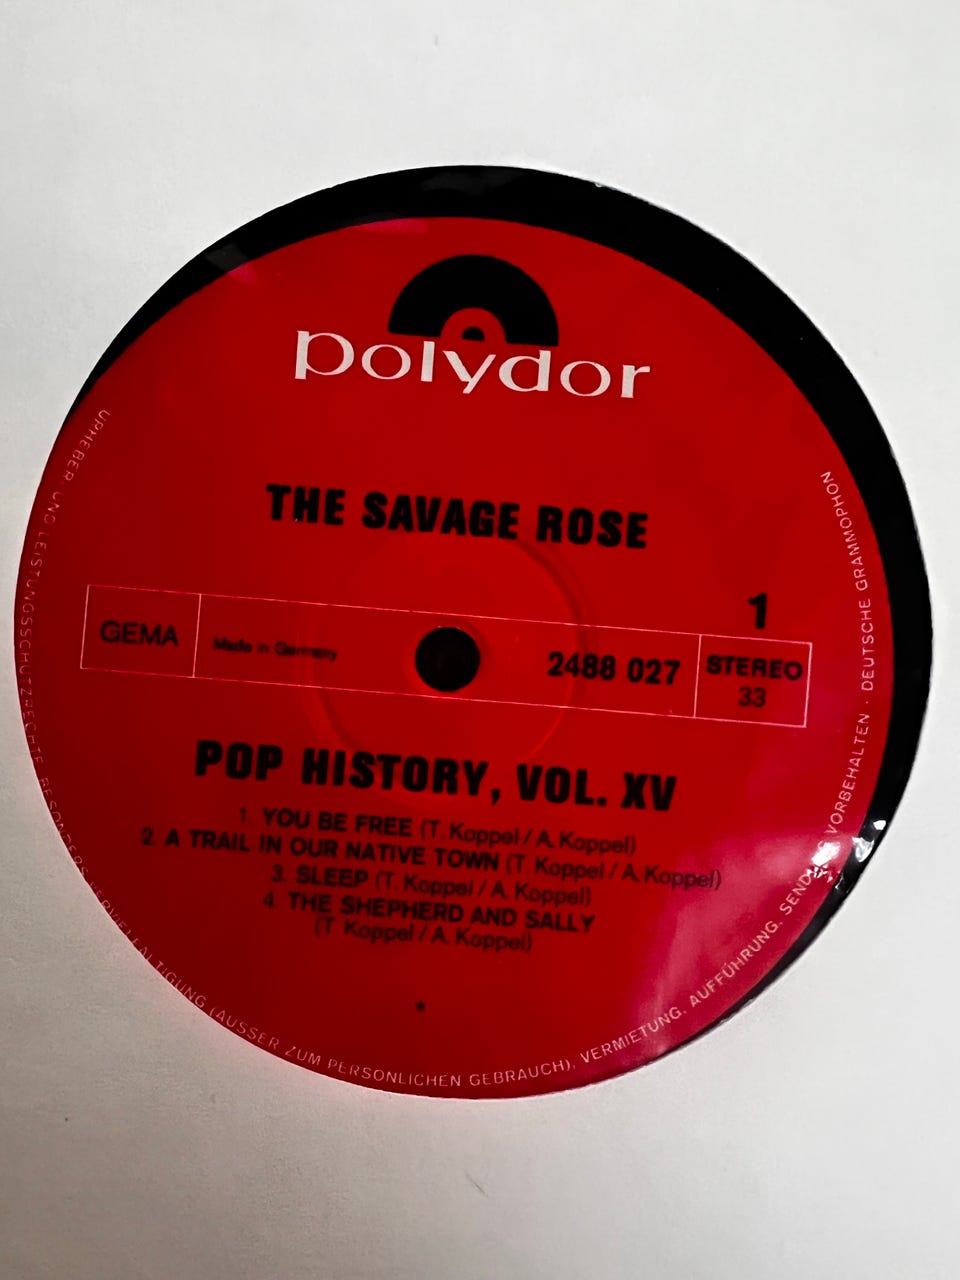 polydor
THE SAVAGE ROSE
1
GEMA
Made in Germany
2488 027
STEREO
33
POP HISTORY, VOL. XV
1. YOU BE FREE (T. Koppel / A. Koppel)
2. A TRAIL IN OUR NATIVE TOWN (T. Koppel / A. Koppel)
3. SLEEP (T. Koppel / A. Koppel)
4. THE SHEPHERD AND SALLY
(T. Koppel / A. Koppel)
*
URHEBER- UND LEISTUNGSSCHUTZRECHTE, BESONDERS VERVIELFÄLTIGUNG (AUSSER ZUM PERSONLICHEN GEBRAUCH), VERMIETUNG, AUFFÜHRUNG, VORBEHALTEN · DEUTSCHE GRAMMOPHON